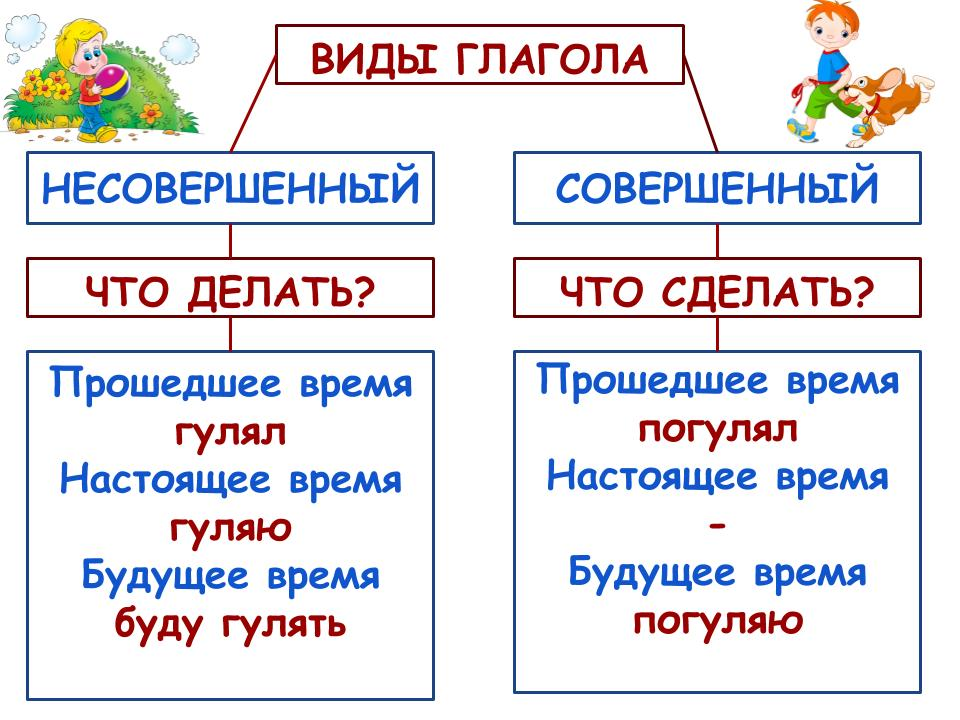 ВИДЫ ГЛАГОЛА
НЕСОВЕРШЕННЫЙ
ЧТО ДЕЛАТЬ?
Прошедшее время
гулял
Настоящее время
гуляю
Будущее время
буду гулять
СОВЕРШЕННЫЙ
ЧТО СДЕЛАТЬ?
Прошедшее время
погулял
Настоящее время
-
Будущее время
погуляю